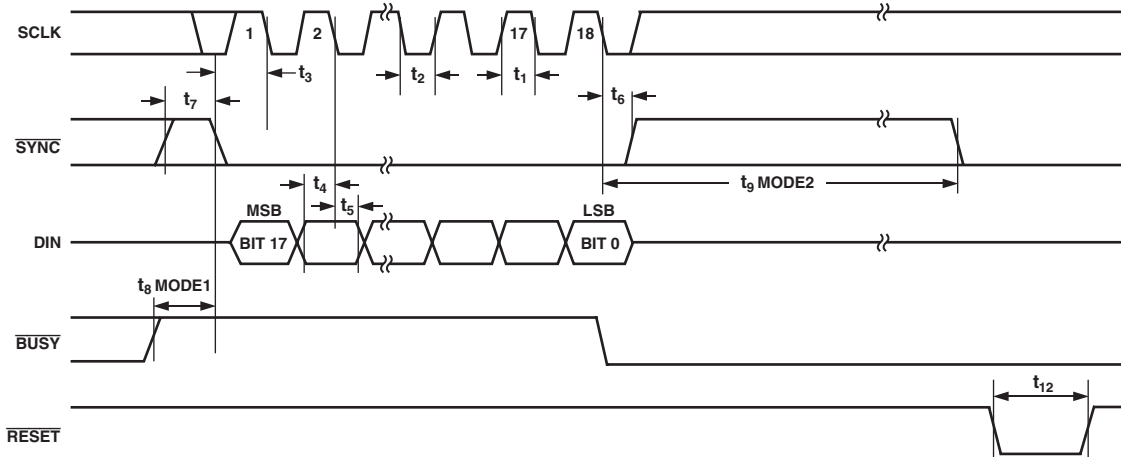 SCLK
1
2
17
18
t3
t2
t1
t7
t6
SYNC
t4
t5
t9 MODE2
MSB
LSB
DIN
BIT 17
BIT 0
t8 MODE1
BUSY
t12
RESET